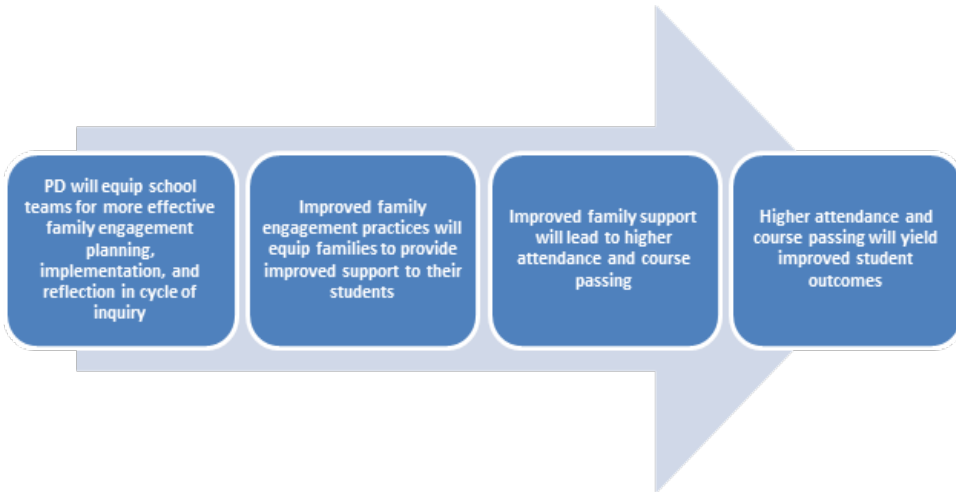 PD will equip school
teams for more effective
family engagement
planning,
implementation, and
reflection in cycle of
inquiry
Improved family
engagement practices will
equip families to provide
improved support to their
students
Improved family support
will lead to higher
attendance and course
passing
Higher attendance and
course passing will yield
improved student
outcomes